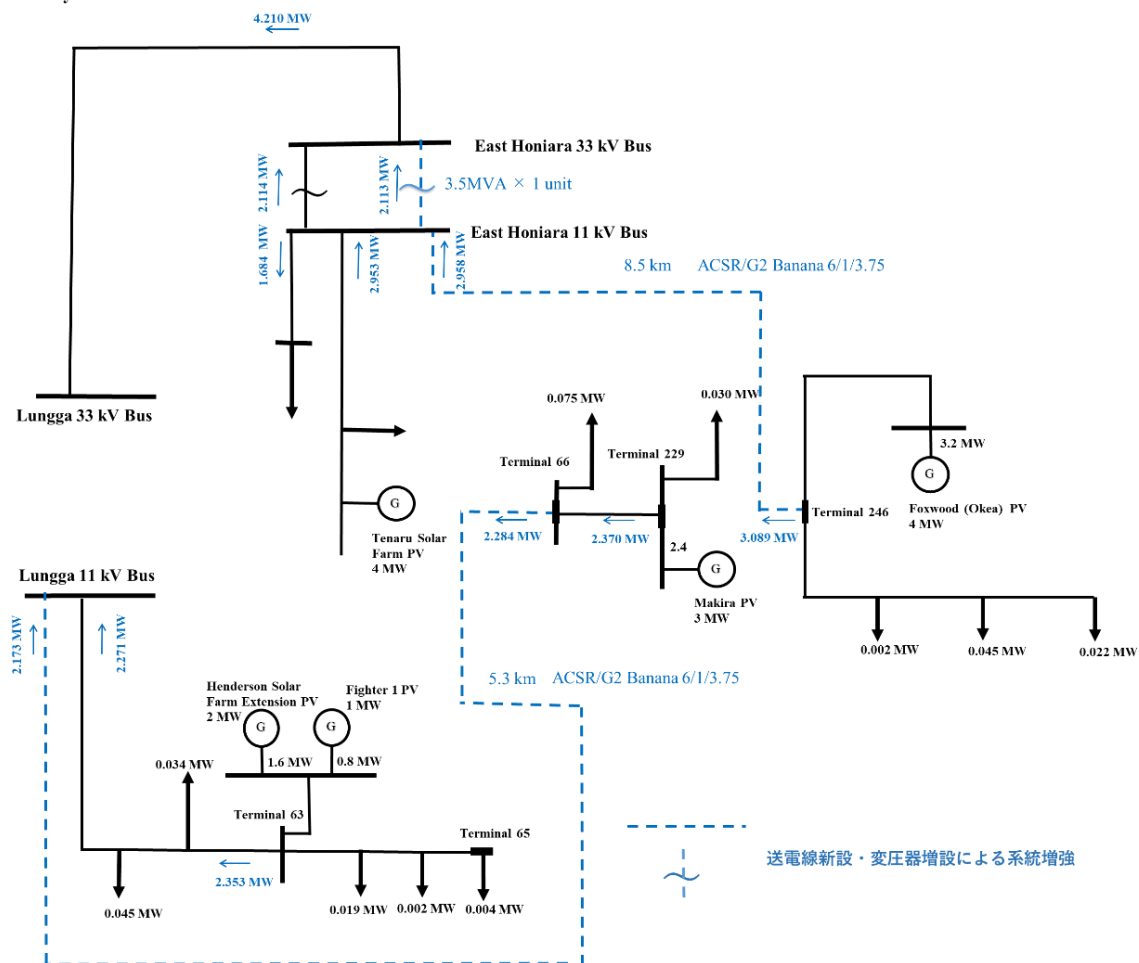 4.210 MW
East Honiara 33 kV Bus
2.114 MW
2.113 MW
3.5MVA × 1 unit
East Honiara 11 kV Bus
1.684 MW
2.953 MW
2.958 MW
8.5 km ACSR/G2 Banana 6/1/3.75
Lungga 33 kV Bus
0.075 MW
0.030 MW
3.2 MW
Terminal 66
Terminal 229
G
Foxwood (Okea) PV
4 MW
Terminal 246
G
Tenaru Solar
Farm PV
4 MW
2.284 MW
2.370 MW
3.089 MW
2.4
G
Makira PV
3 MW
Lungga 11 kV Bus
2.173 MW
2.271 MW
0.002 MW
0.045 MW
0.022 MW
5.3 km ACSR/G2 Banana 6/1/3.75
Henderson Solar
Farm Extension PV
2 MW
Fighter 1 PV
1 MW
G
G
1.6 MW
0.8 MW
0.034 MW
Terminal 63
Terminal 65
2.353 MW
0.045 MW
0.019 MW
0.002 MW
0.004 MW
送電線新設・変圧器増設による系統増強